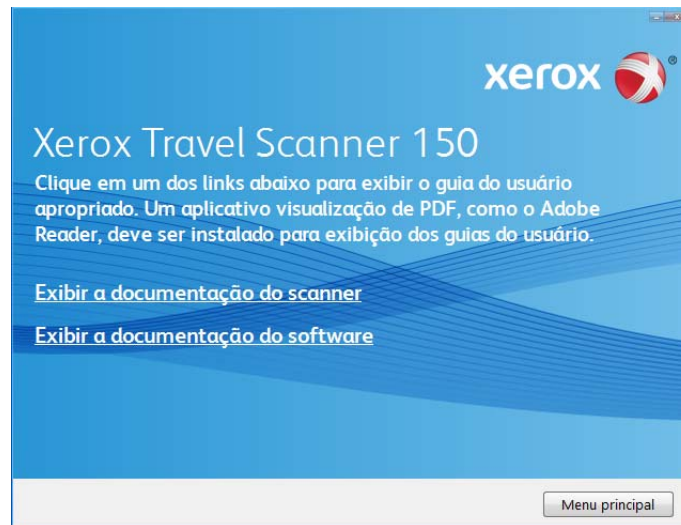 xerox
Xerox Travel Scanner 150
Clique em um dos links abaixo para exibir o guia do usuário
apropriado. Um aplicativo visualização de PDF, como o Adobe
Reader, deve ser instalado para exibição dos guias do usuário.
Exibir a documentação do scanner
Exibir a documentação do software
Menu principal